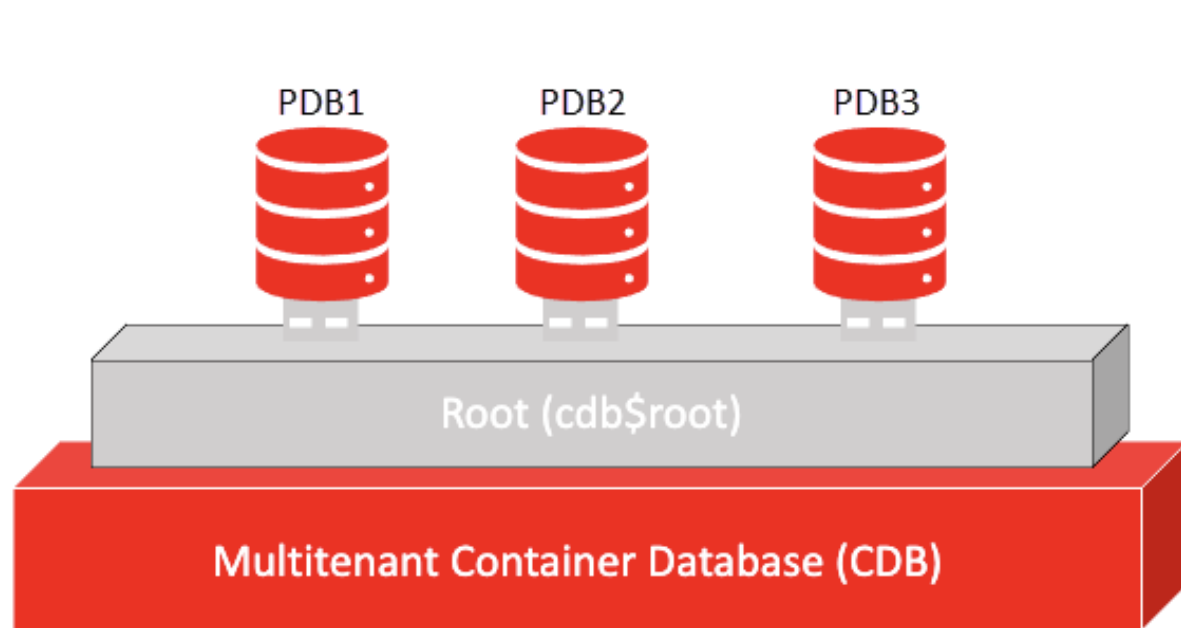 PDB1 PDB2 PDB3
Root (cdb$root)
Multitenant Container Database (CDB)